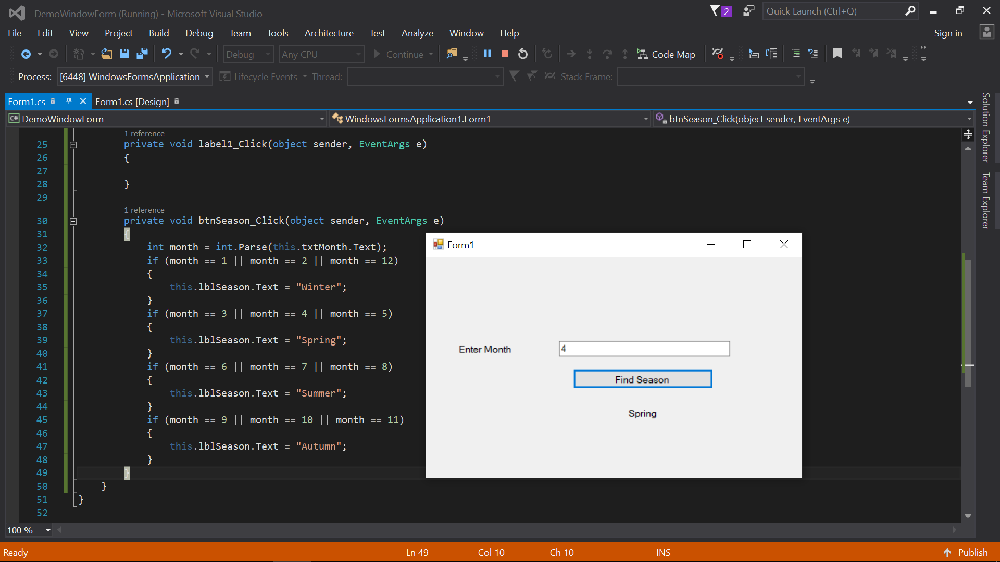 DemoWindowForm (Running) - Microsoft Visual Studio
2
Quick Launch (Ctrl+Q)
File Edit View Project Build Debug Team Tools Architecture Test Analyze Window Help
Sign in
Debug
Any CPU
Continue
Code Map
Process: [6448] WindowsFormsApplication
Lifecycle Events
Thread:
Stack Frame:
Form1.cs
Form1.cs [Design]
C# DemoWindowForm
WindowsFormsApplication1.Form1
btnSeason_Click(object sender, EventArgs e)
1 reference
25 private void label1_Click(object sender, EventArgs e)
26 {
27
28 }
29
1 reference
30 private void btnSeason_Click(object sender, EventArgs e)
31 {
32 int month = int.Parse(this.txtMonth.Text);
33 if (month == 1 || month == 2 || month == 12)
34 {
35 this.lblSeason.Text = "Winter";
36 }
37 if (month == 3 || month == 4 || month == 5)
38 {
39 this.lblSeason.Text = "Spring";
40 }
41 if (month == 6 || month == 7 || month == 8)
42 {
43 this.lblSeason.Text = "Summer";
44 }
45 if (month == 9 || month == 10 || month == 11)
46 {
47 this.lblSeason.Text = "Autumn";
48 }
49 }
50 }
51 }
52
Form1
Enter Month
4
Find Season
Spring
Solution Explorer
Team Explorer
100 %
Ready
Ln 49
Col 10
Ch 10
INS
Publish